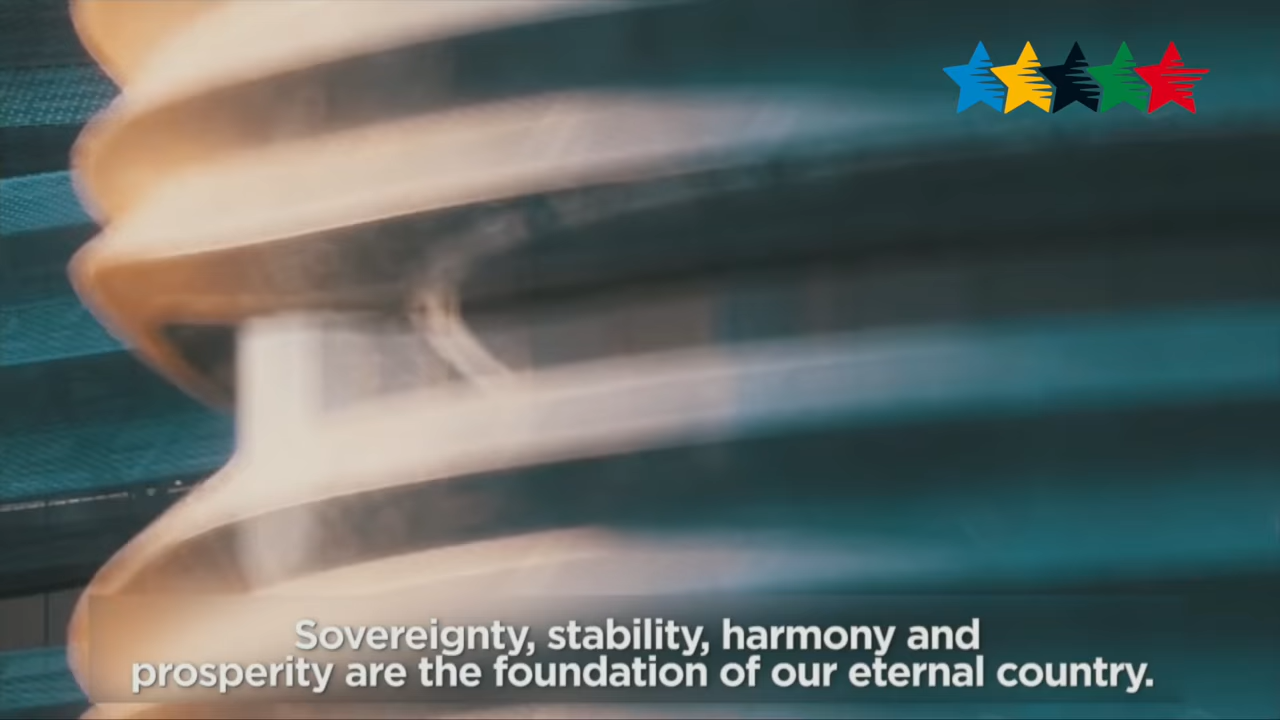 Sovereignty, stability, harmony and
prosperity are the foundation of our eternal country.